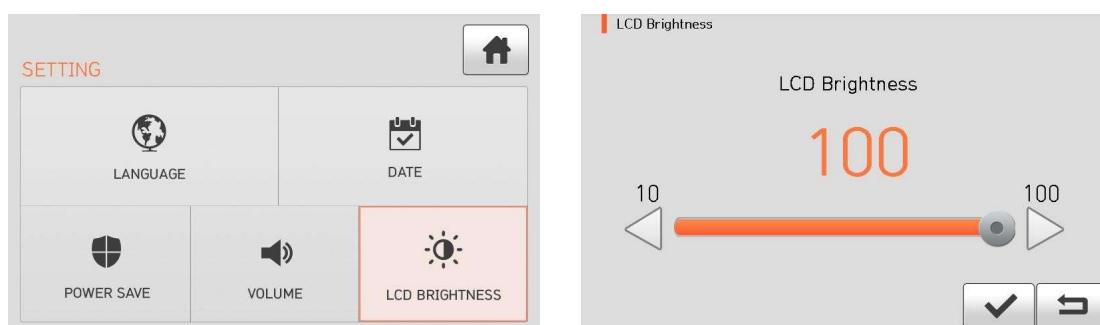 SETTING
LANGUAGE
DATE
POWER SAVE
VOLUME
LCD BRIGHTNESS
LCD Brightness
LCD Brightness
100
10
100